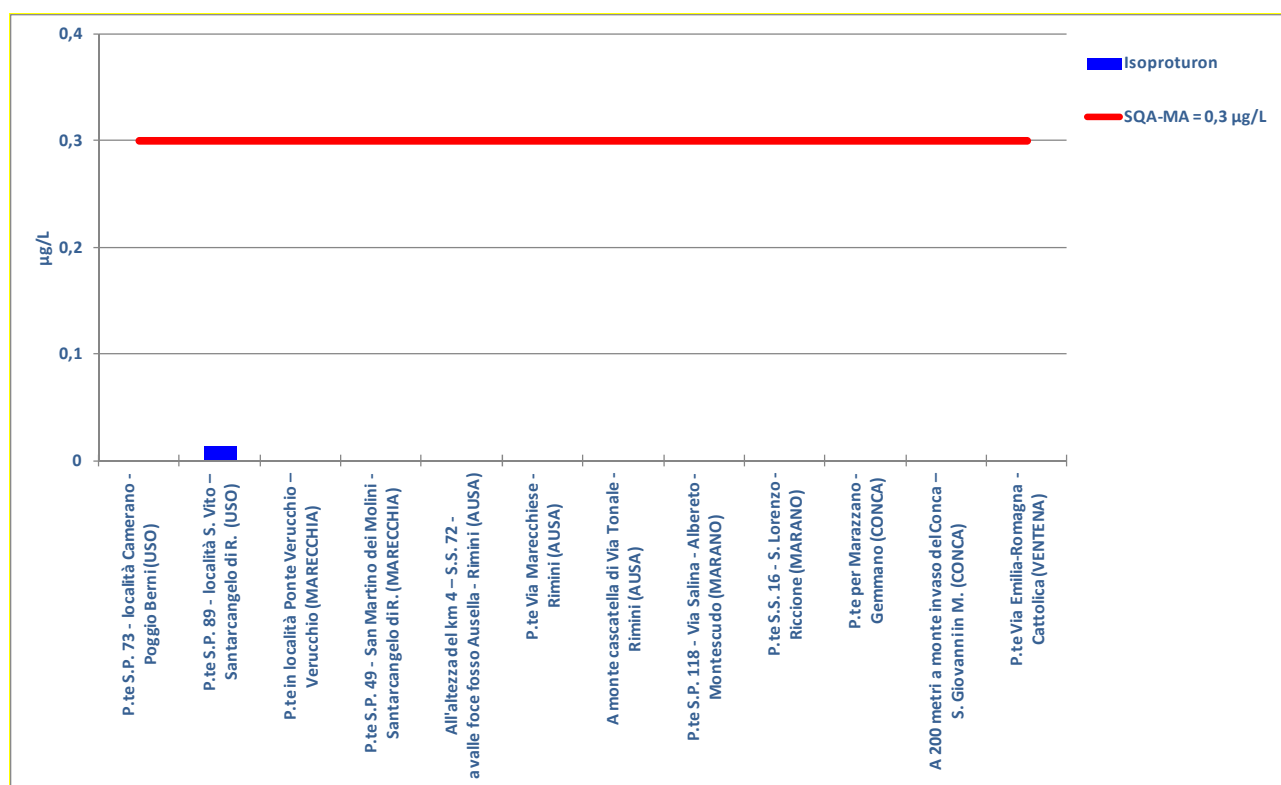 0,4
0,3
0,2
0,1
0
µg/L
Isoproturon
SQA-MA = 0,3 µg/L
P.te S.P. 73 - località Camerano -
Poggio Berni (USO)
P.te S.P. 89 - località S. Vito –
Santarcangelo di R. (USO)
P.te in località Ponte Verucchio –
Verucchio (MARECCHIA)
P.te S.P. 49 - San Martino dei Molini -
Santarcangelo di R. (MARECCHIA)
All'altezza del km 4 – S.S. 72 -
a valle foce fosso Ausella - Rimini (AUSA)
P.te Via Marecchiese -
Rimini (AUSA)
A monte cascatella di Via Tonale -
Rimini (AUSA)
P.te S.P. 118 - Via Salina - Albereto -
Montescudo (MARANO)
P.te S.S. 16 - S. Lorenzo -
Riccione (MARANO)
P.te per Marazzano -
Gemmano (CONCA)
A 200 metri a monte invaso del Conca –
S. Giovanni in M. (CONCA)
P.te Via Emilia-Romagna -
Cattolica (VENTENA)